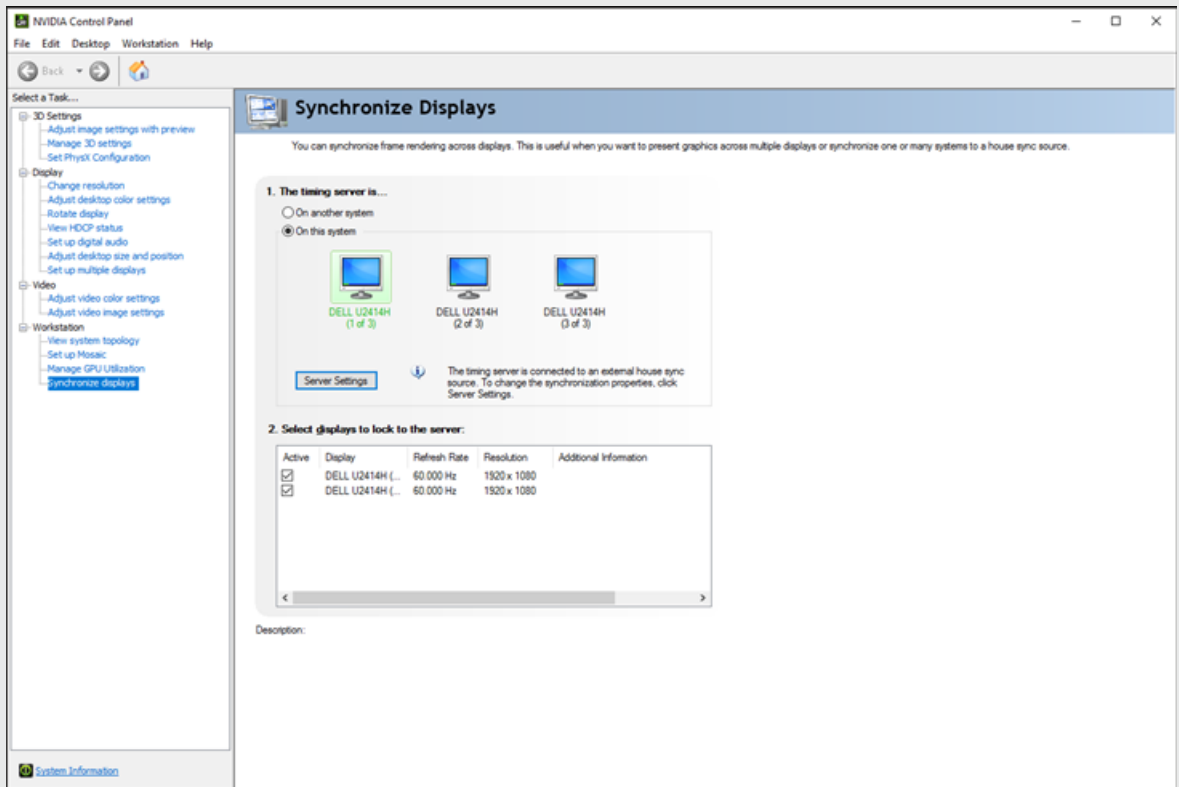 NVIDIA Control Panel
File Edit Desktop Workstation Help
Back
Select a Task...
3D Settings
Adjust image settings with preview
Manage 3D settings
Set PhysX Configuration
Display
Change resolution
Adjust desktop color settings
Rotate display
View HDCP status
Set up digital audio
Adjust desktop size and position
Set up multiple displays
Video
Adjust video color settings
Adjust video image settings
Workstation
View system topology
Set up Mosaic
Manage GPU Utilization
Synchronize displays
System Information
Synchronize Displays
You can synchronize frame rendering across displays. This is useful when you want to present graphics across multiple displays or synchronize one or many systems to a house sync source.
1. The timing server is...
On another system
On this system
DELL U2414H DELL U2414H DELL U2414H
(1 of 3) (2 of 3) (3 of 3)
Server Settings
The timing server is connected to an external house sync
source. To change the synchronization properties, click
Server Settings.
2. Select displays to lock to the server:
Active Display Refresh Rate Resolution Additional Information
DELL U2414H (... 60.000 Hz 1920 x 1080
DELL U2414H (... 60.000 Hz 1920 x 1080
Description: